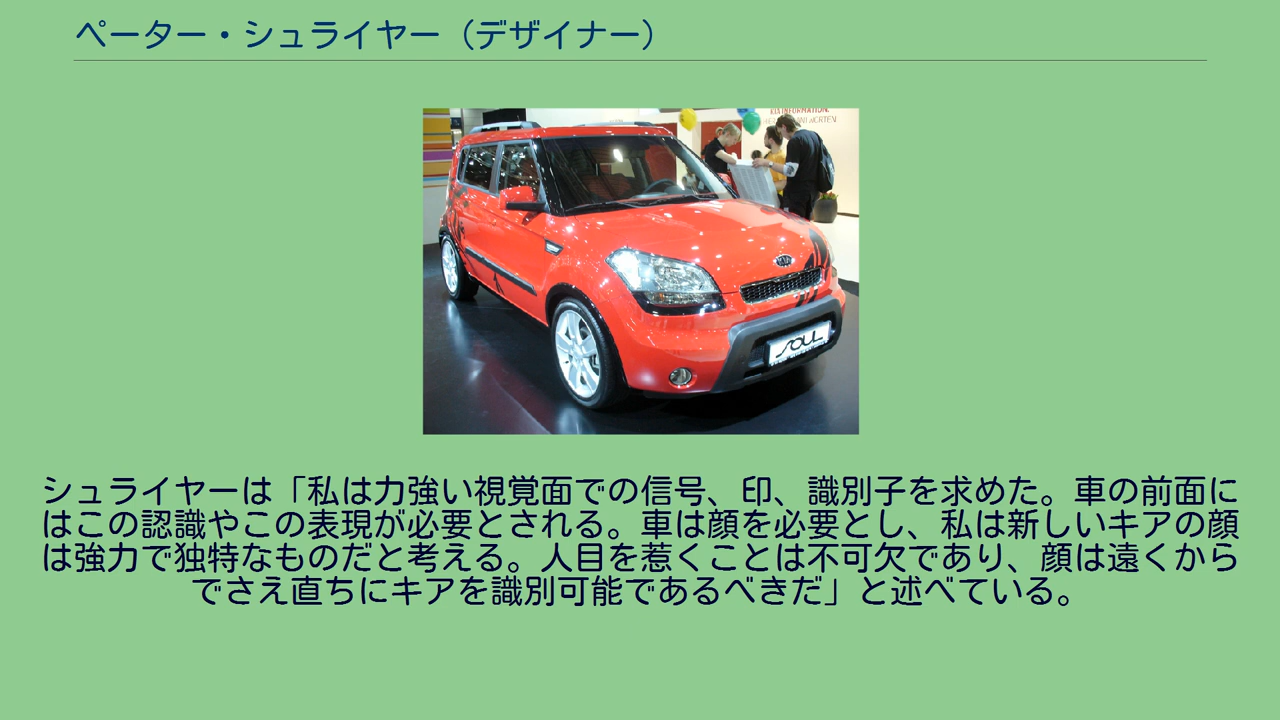 ペーター・シュライヤー（デザイナー）
KIA
SOUL
シュライヤーは「私は力強い視覚面での信号、印、識別子を求めた。車の前面に
はこの認識やこの表現が必要とされる。車は顔を必要とし、私は新しいキアの顔
は強力で独特なものだと考える。人目を惹くことは不可欠であり、顔は遠くから
でさえ直ちにキアを識別可能であるべきだ」と述べている。